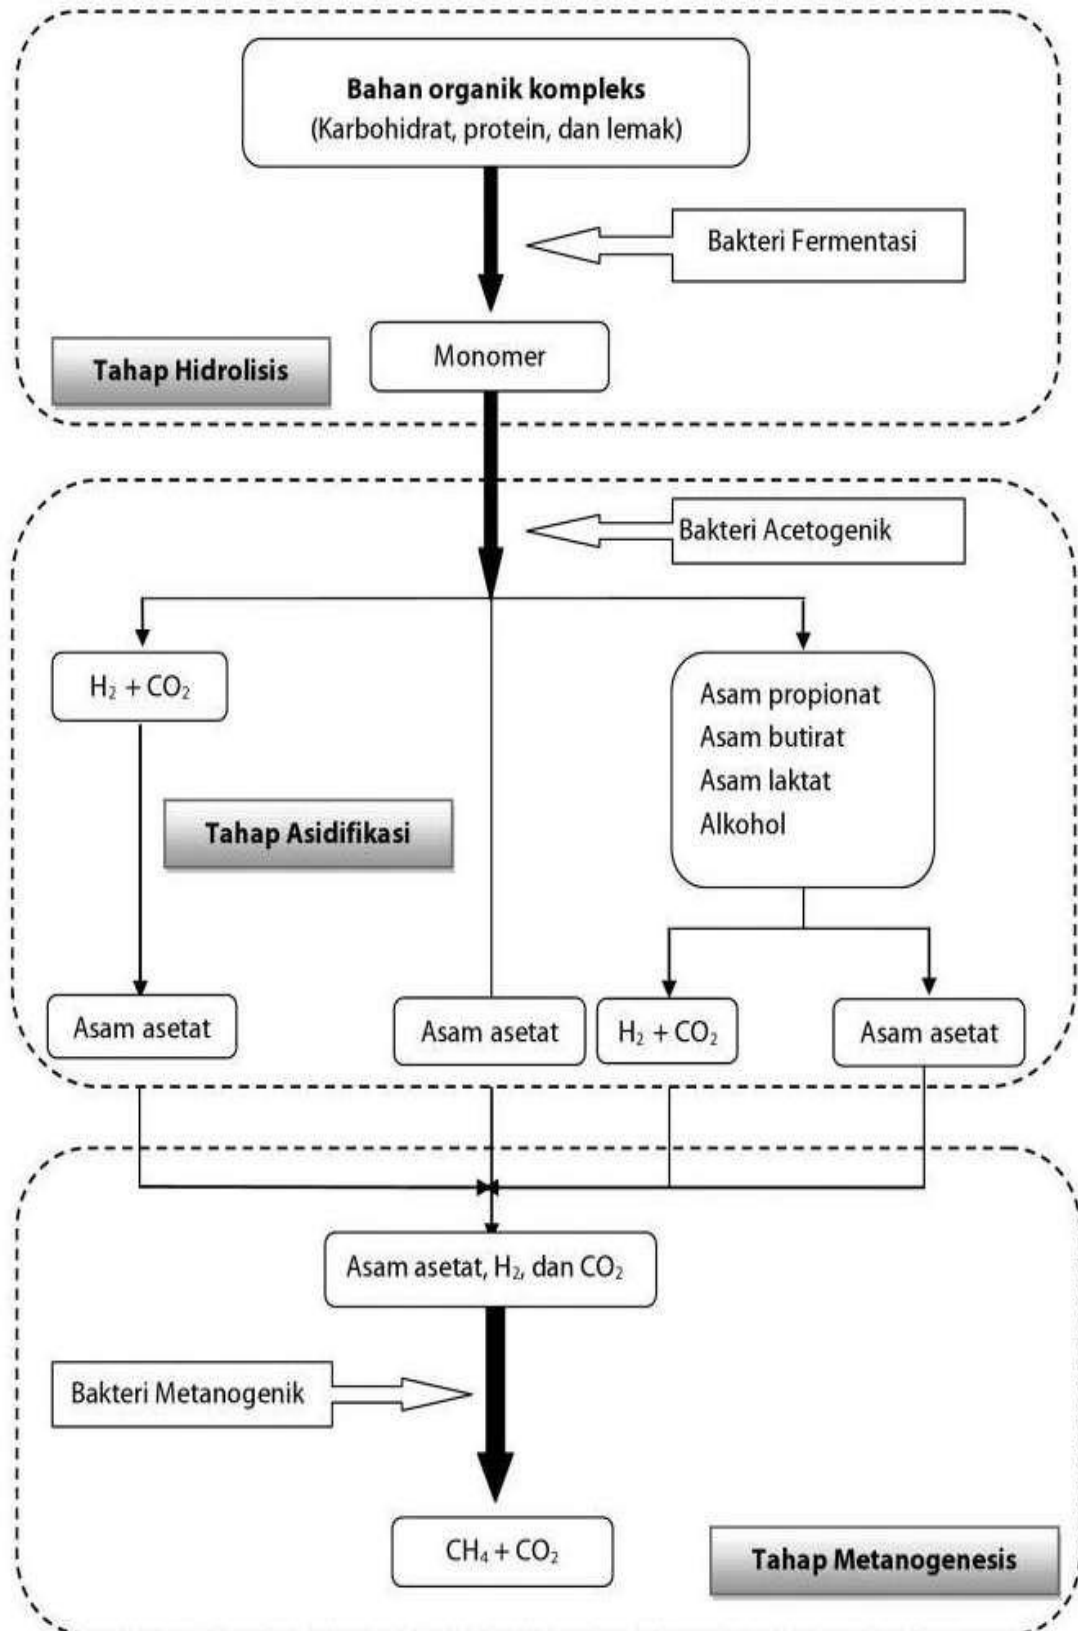 Bahan organik kompleks
(Karbohidrat, protein, dan lemak)
Bakteri Fermentasi
Monomer
Tahap Hidrolisis
Bakteri Acetogenik
H₂ + CO₂
Asam propionat
Asam butirat
Asam laktat
Alkohol
Tahap Asidifikasi
Asam asetat
Asam asetat
H₂ + CO₂
Asam asetat
Asam asetat, H₂, dan CO₂
Bakteri Metanogenik
CH₄ + CO₂
Tahap Metanogenesis